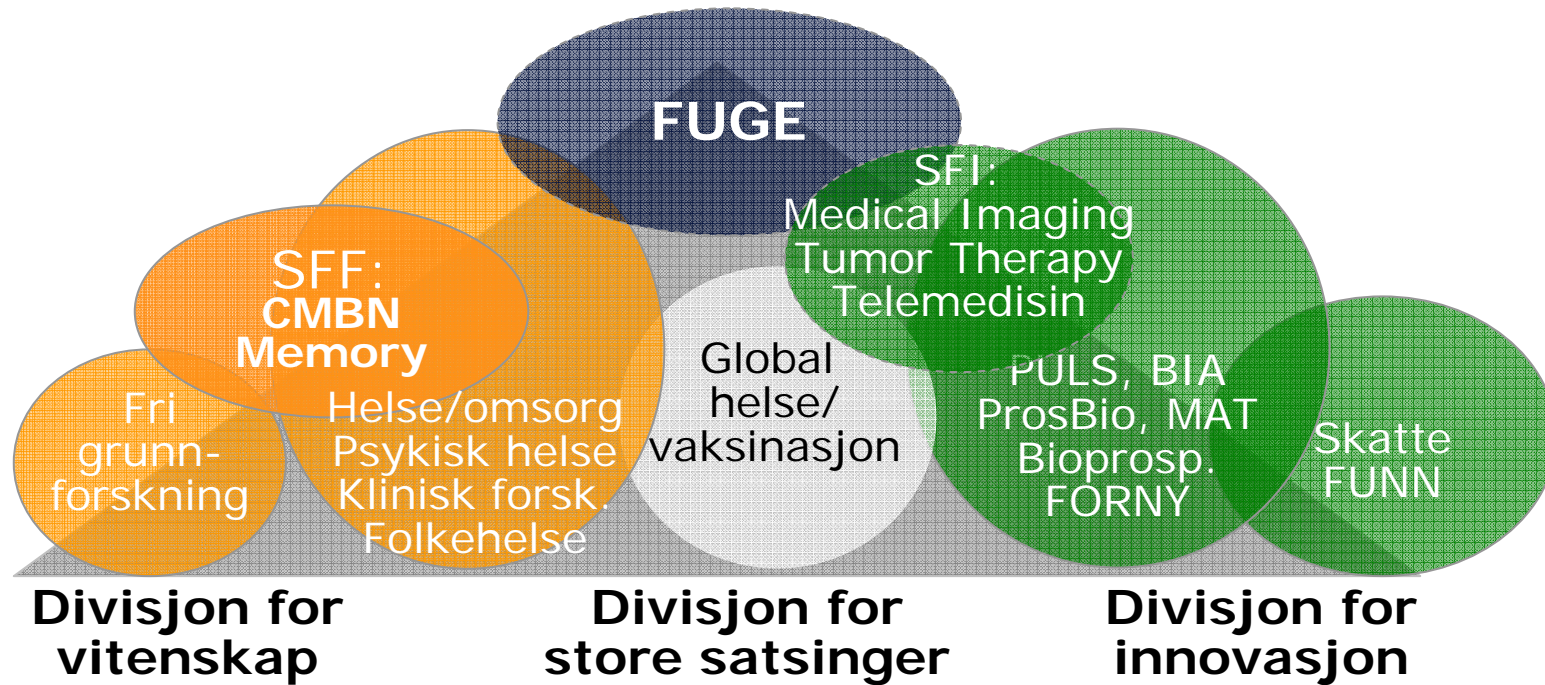 FUGE
SFI:
Medical Imaging
Tumor Therapy
Telemedisin
SFF:
CMBN
Memory
Fri
grunn-
forskning
Helse/omsorg
Psykisk helse
Klinisk forsk.
Folkehelse
Global
helse/
vaksinasjon
PULS, BIA
ProsBio, MAT
Bioprosp.
FORNY
Skatte
FUNN
Divisjon for
vitenskap
Divisjon for
store satsinger
Divisjon for
innovasjon